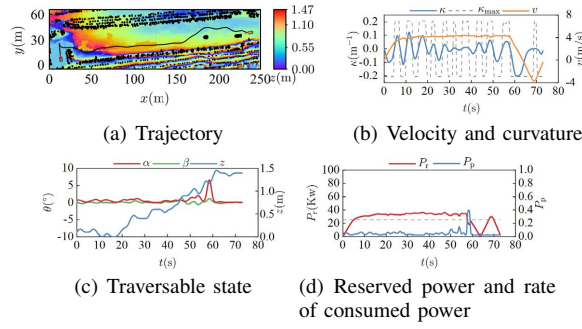 60
40
20
0
y(m)
0 50 100 150 200 250
x(m)
1.47
1.00
0.50
0.00
z(m)
(a) Trajectory
κ κmax v
0.2
0.1
0.0
-0.1
-0.2
κ(m⁻¹)
8
4
0
-4
v(m/s)
0 10 20 30 40 50 60 70 80
t(s)
(b) Velocity and curvature
α β z
10
5
0
-5
-10
θ(°)
1.5
1.0
0.5
0.0
z(m)
0 10 20 30 40 50 60 70 80
t(s)
(c) Traversable state
Pr Pp
100
80
60
40
20
0
Pr(Kw)
1.0
0.8
0.6
0.4
0.2
0.0
Pp
0 10 20 30 40 50 60 70 80
t(s)
(d) Reserved power and rate
of consumed power